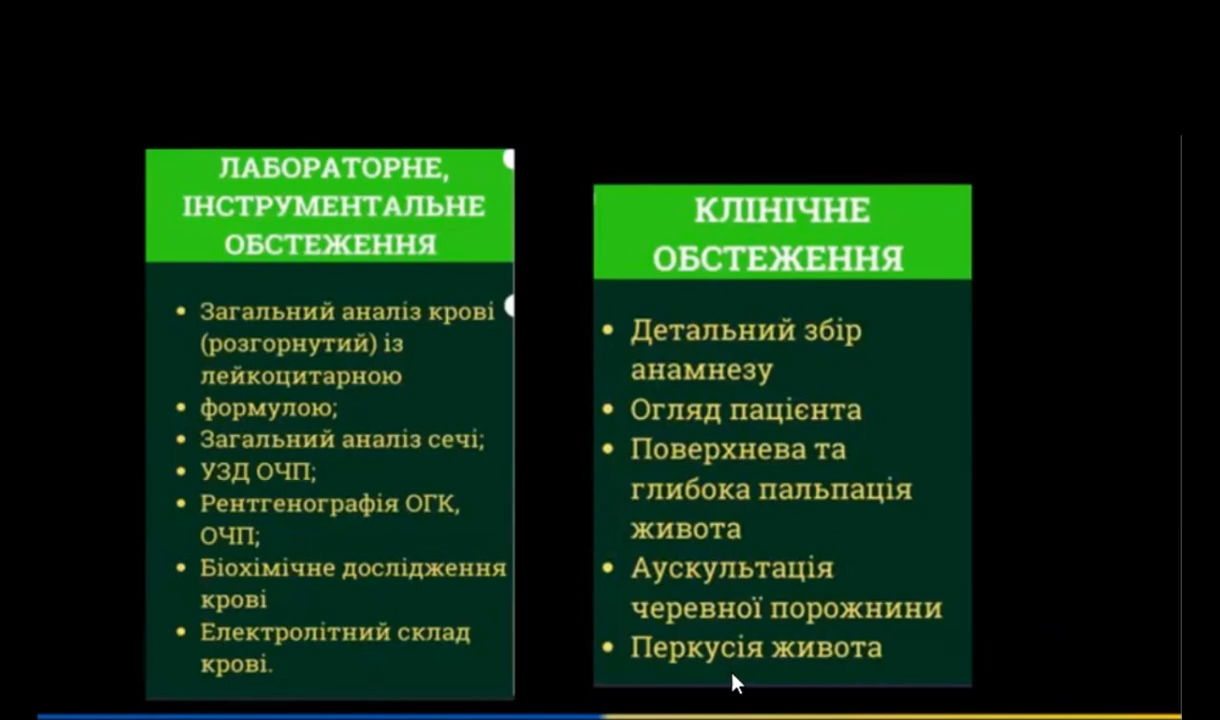 ЛАБОРАТОРНЕ,
ІНСТРУМЕНТАЛЬНЕ
ОБСТЕЖЕННЯ
• Загальний аналіз крові
(розгорнутий) із
лейкоцитарною
• формулою;
• Загальний аналіз сечі;
• УЗД ОЧП;
• Рентгенографія ОГК,
ОЧП;
• Біохімічне дослідження
крові
• Електролітний склад
крові.
КЛІНІЧНЕ
ОБСТЕЖЕННЯ
• Детальний збір
анамнезу
• Огляд пацієнта
• Поверхнева та
глибока пальпація
живота
• Аускультація
черевної порожнини
• Перкусія живота